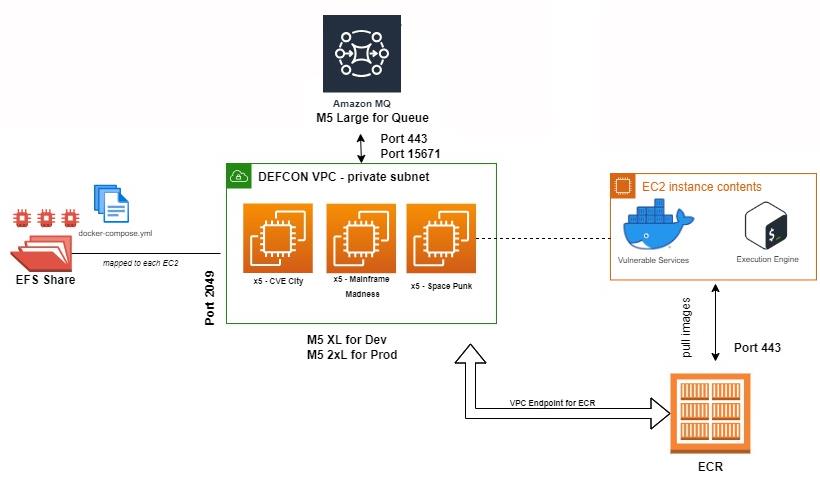 Amazon MQ
M5 Large for Queue
Port 443
Port 15671
DEFCON VPC - private subnet
x5 - CVE City
x5 - Mainframe
Madness
x5 - Space Punk
docker-compose.yml
EFS Share
mapped to each EC2
Port 2049
M5 XL for Dev
M5 2xL for Prod
EC2 instance contents
Vulnerable Services
$
Execution Engine
pull images
Port 443
VPC Endpoint for ECR
ECR